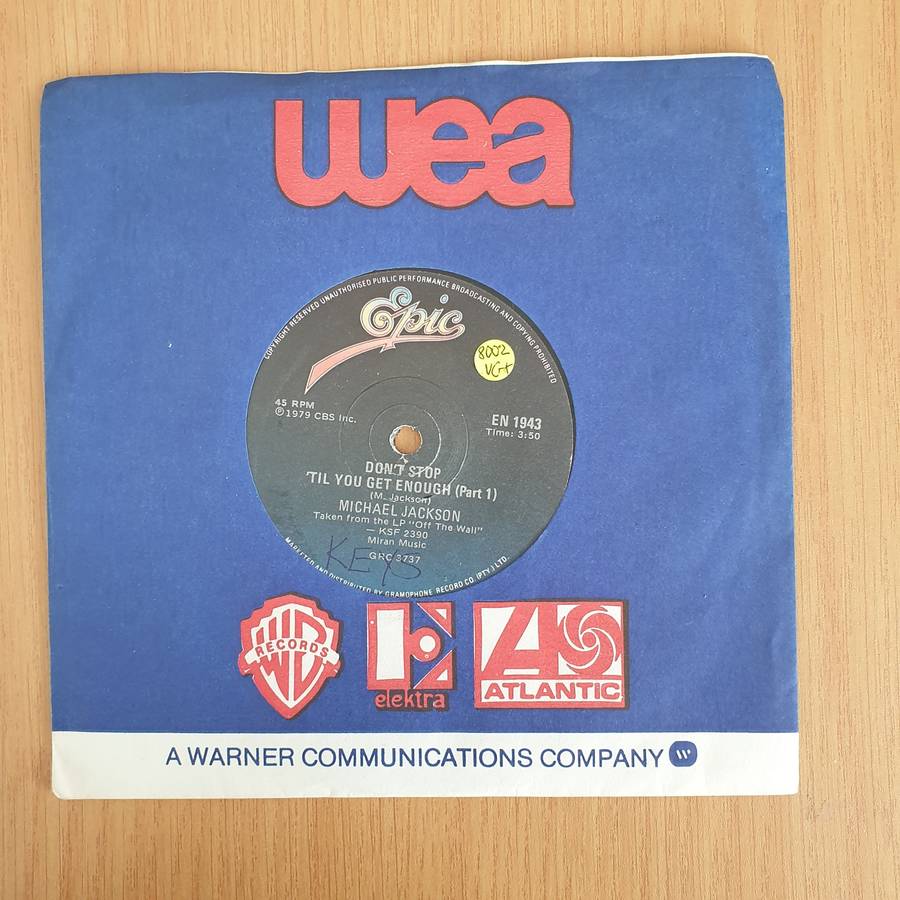 wea
COPYRIGHT RESERVED UNAUTHORISED PUBLIC PERFORMANCE BROADCASTING AND COPYING PROHIBITED
Epic
8002
VG+
45 RPM
Ⓟ1979 CBS Inc.
EN 1943
Time: 3:50
DON'T STOP
'TIL YOU GET ENOUGH (Part 1)
(M. Jackson)
MICHAEL JACKSON
Taken from the LP "Off The Wall"
— KSF 2390
Miran Music
GRC 3737
KEYS
MARKETED AND DISTRIBUTED BY GRAMOPHONE RECORD CO. (PTY.) LTD.
WB
RECORDS
elektra
A
ATLANTIC
A WARNER COMMUNICATIONS COMPANY